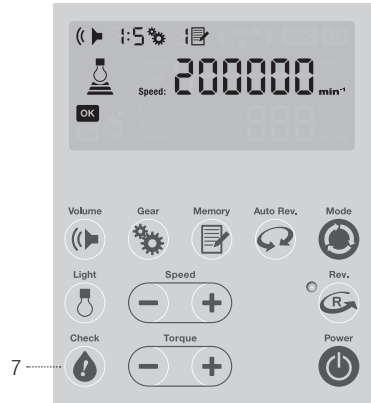 1:5 1
Speed: 200000 min-1
OK
Volume Gear Memory Auto Rev. Mode
Light Speed Rev.
R
Check Torque Power
7